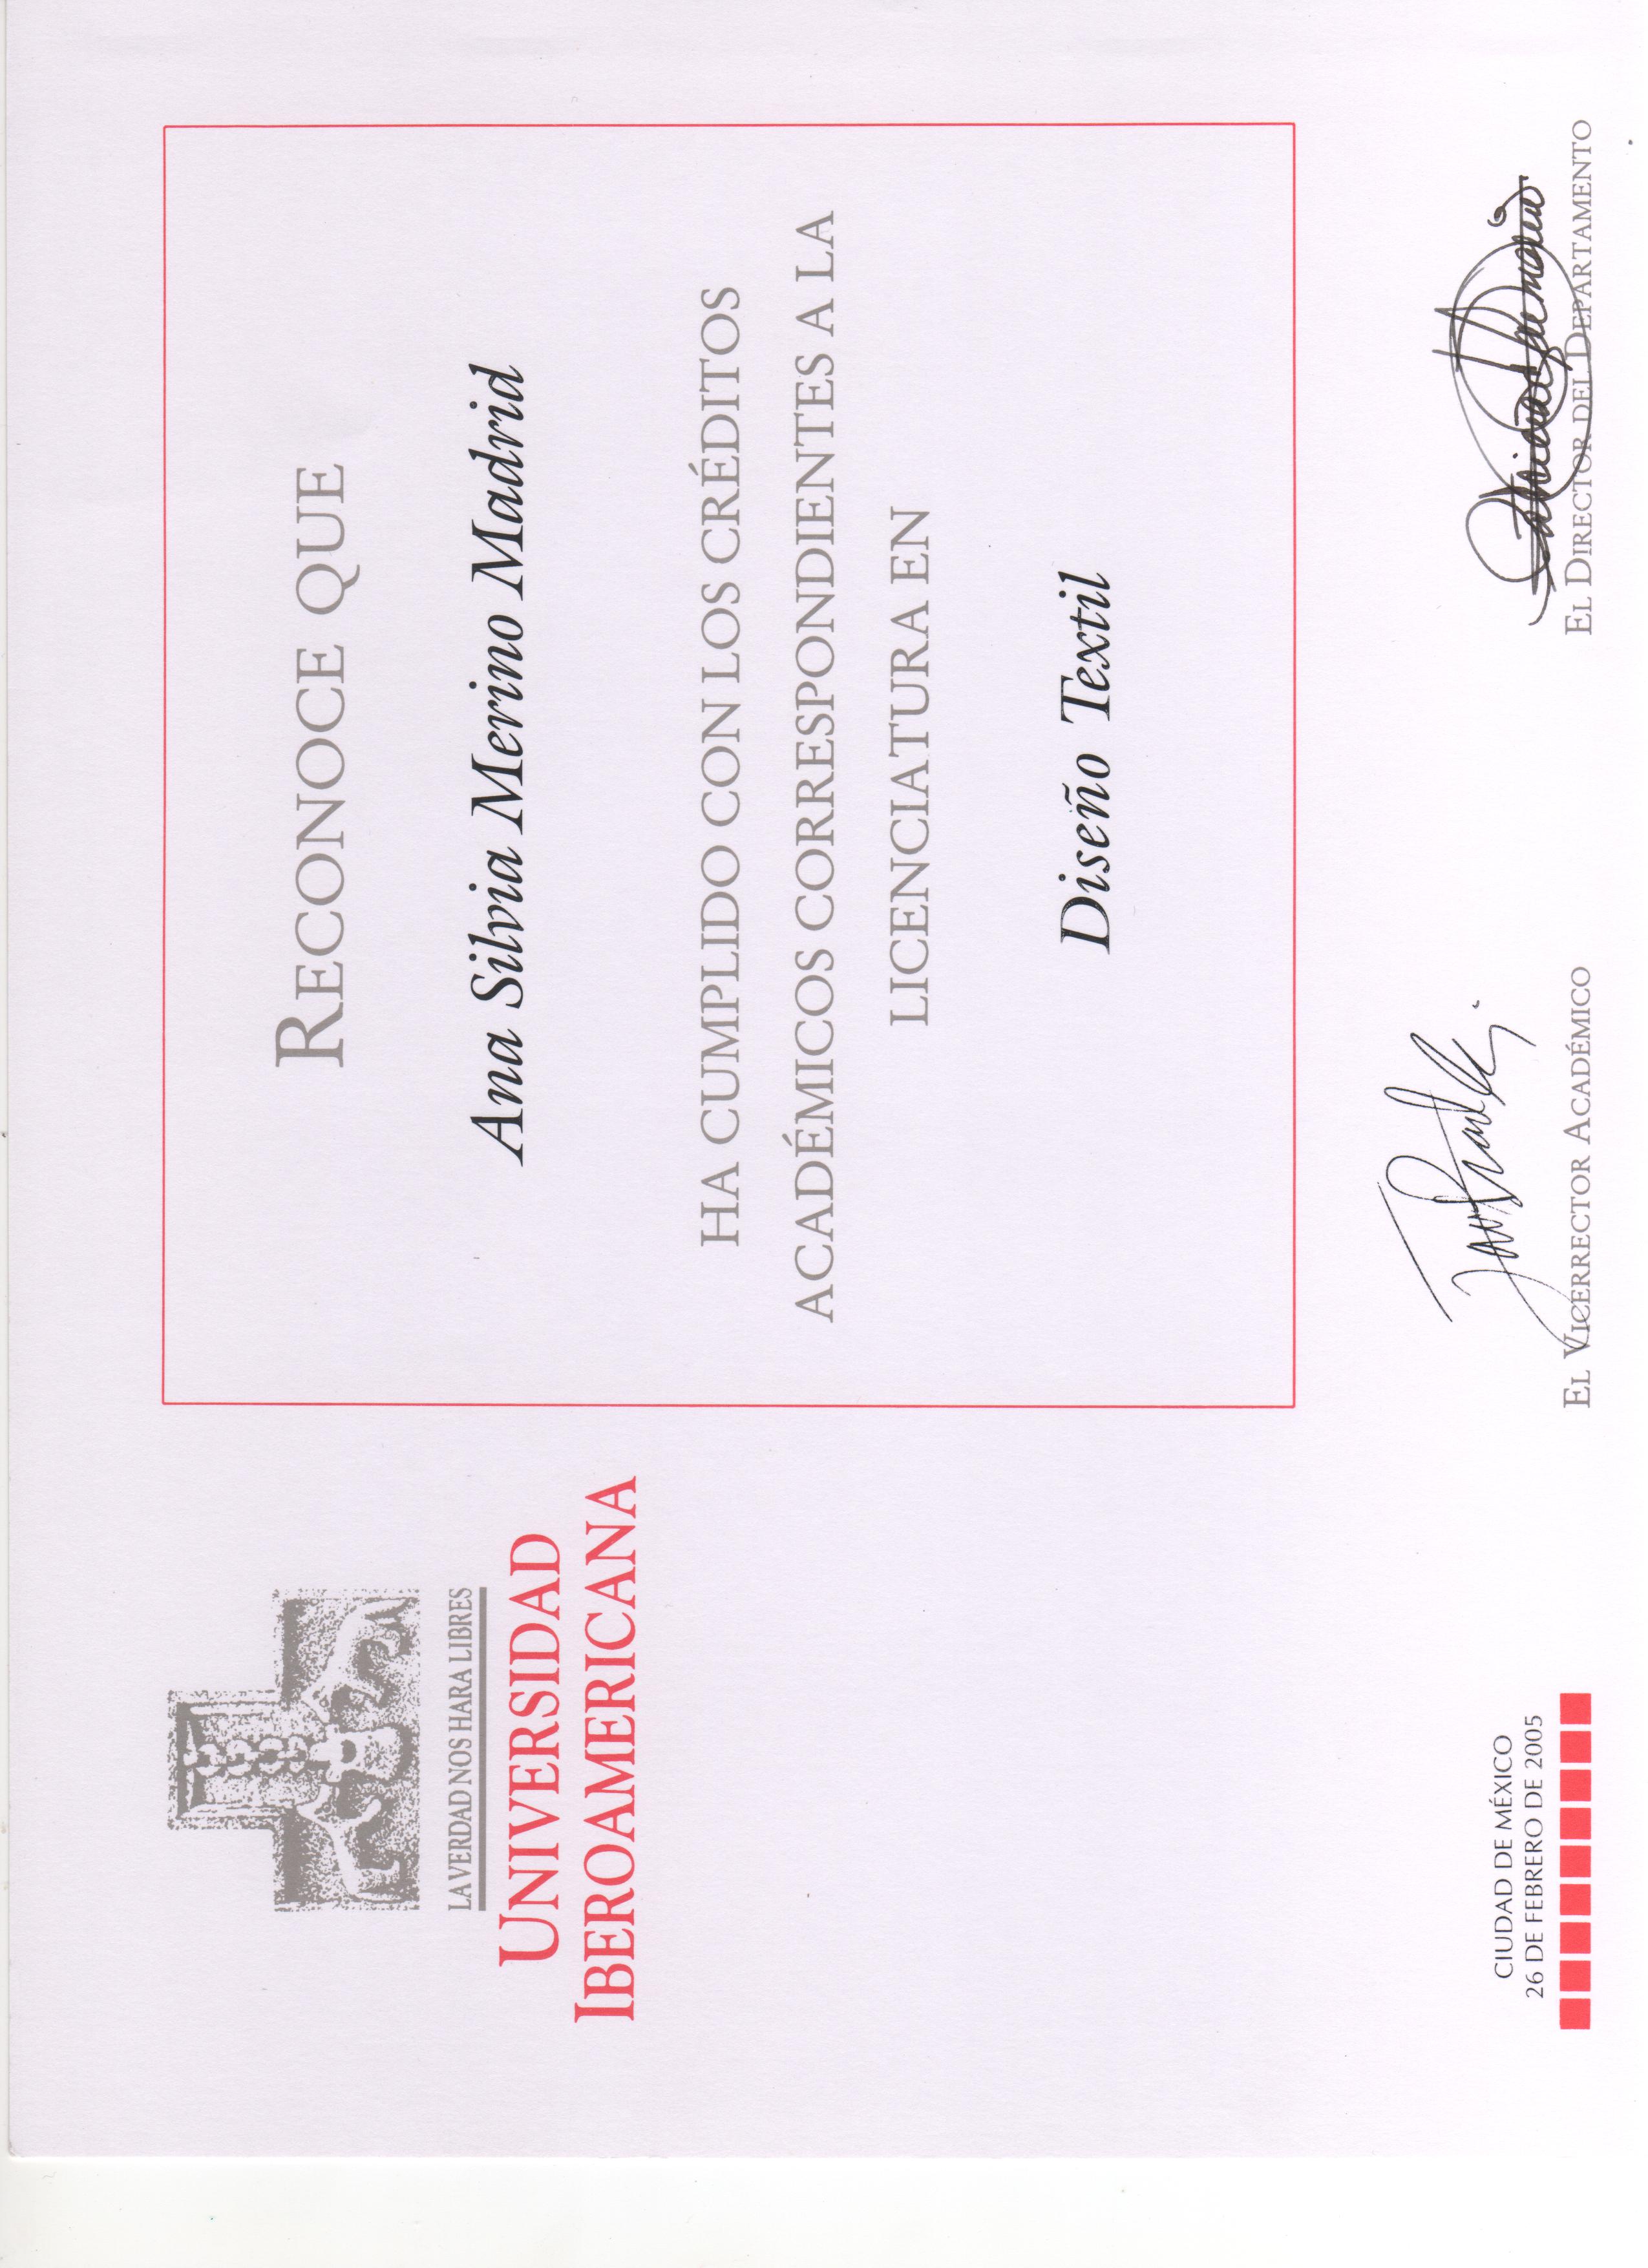 LA VERDAD NOS HARA LIBRES
UNIVERSIDAD
IBEROAMERICANA
RECONOCE QUE
Ana Silvia Merino Madrid
HA CUMPLIDO CON LOS CRÉDITOS
ACADÉMICOS CORRESPONDIENTES A LA
LICENCIATURA EN
Diseño Textil
CIUDAD DE MÉXICO
26 DE FEBRERO DE 2005
EL VICERRECTOR ACADÉMICO
EL DIRECTOR DEL DEPARTAMENTO